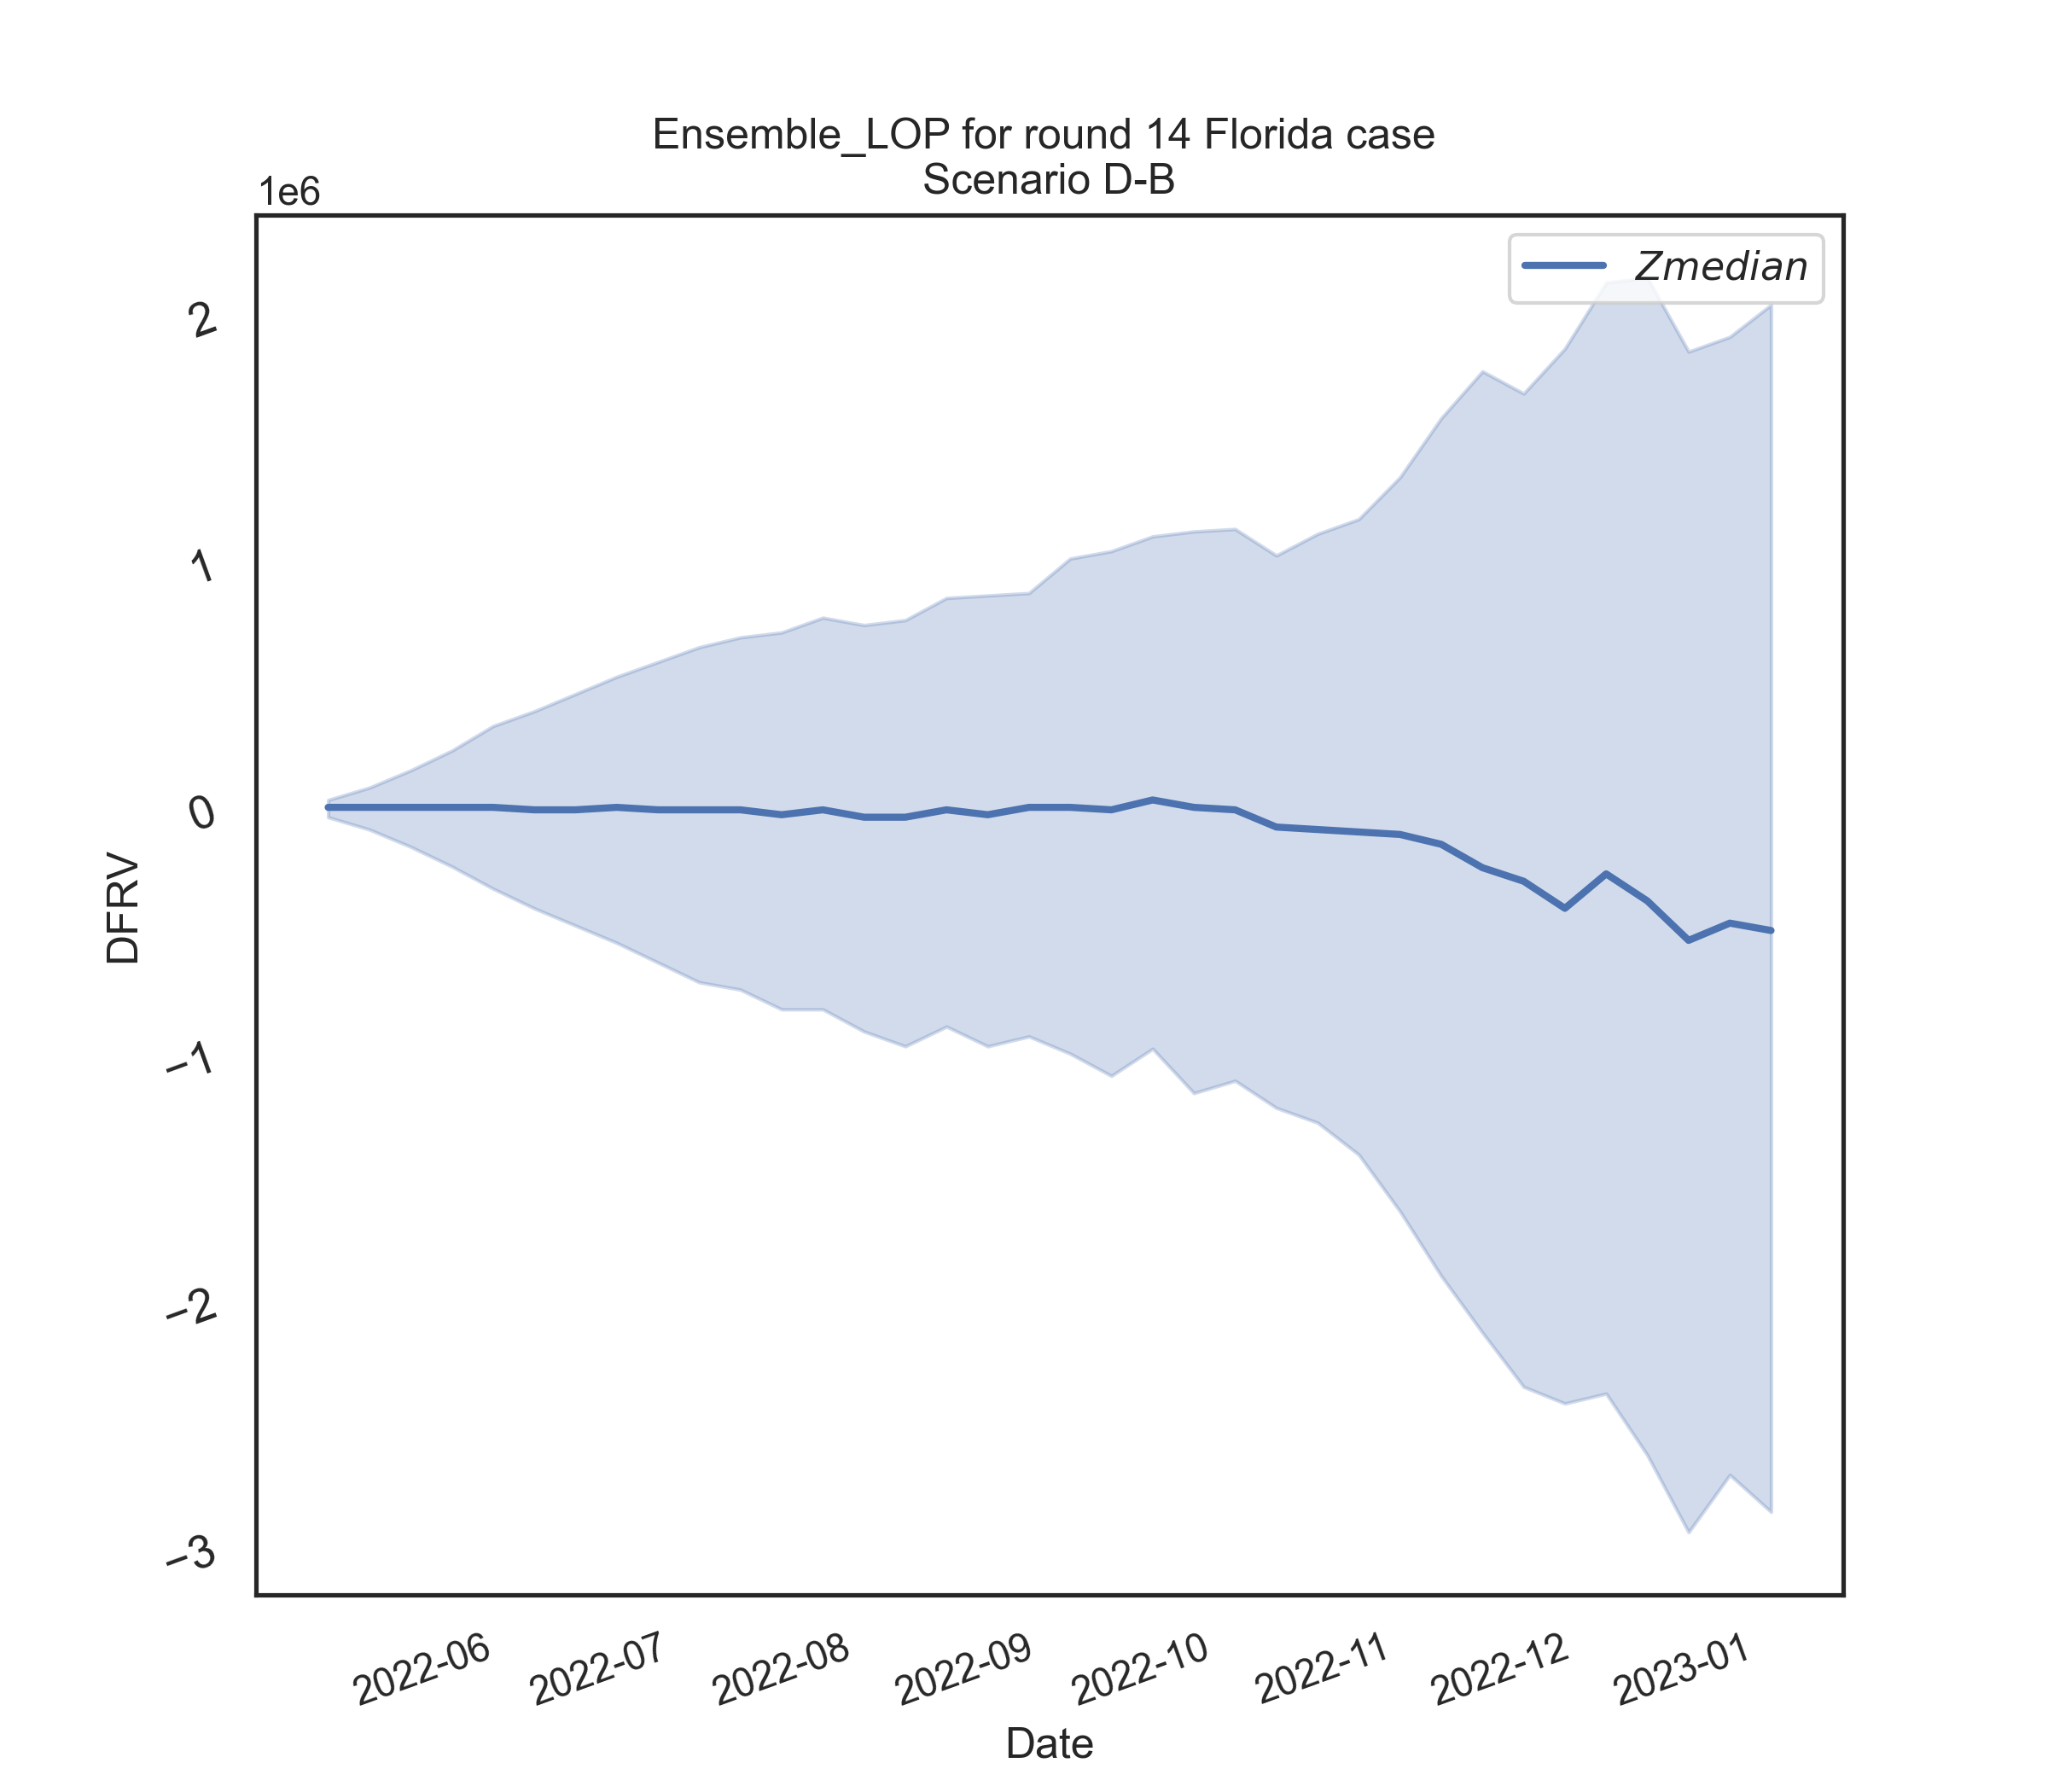 Ensemble_LOP for round 14 Florida case
Scenario D-B
1e6
Zmedian
2
1
0
−1
−2
−3
DFRV
2022-06
2022-07
2022-08
2022-09
2022-10
2022-11
2022-12
2023-01
Date